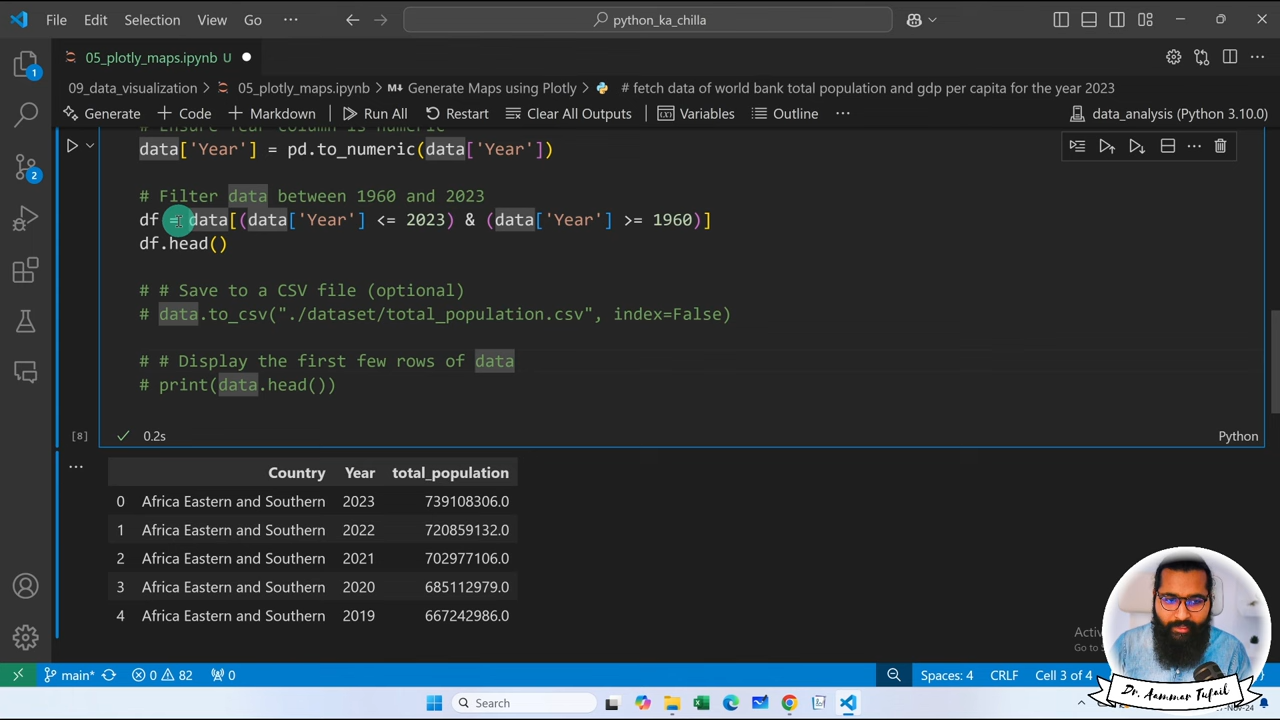 File Edit Selection View Go ··· python_ka_chilla
05_plotly_maps.ipynb U
09_data_visualization > 05_plotly_maps.ipynb > Generate Maps using Plotly > # fetch data of world bank total population and gdp per capita for the year 2023
Generate + Code + Markdown Run All Restart Clear All Outputs Variables Outline ··· data_analysis (Python 3.10.0)
# Ensure Year column is numeric
data['Year'] = pd.to_numeric(data['Year'])
# Filter data between 1960 and 2023
df = data[(data['Year'] <= 2023) & (data['Year'] >= 1960)]
df.head()
# # Save to a CSV file (optional)
# data.to_csv("./dataset/total_population.csv", index=False)
# # Display the first few rows of data
# print(data.head())
[8] 0.2s Python
Country Year total_population
0 Africa Eastern and Southern 2023 739108306.0
1 Africa Eastern and Southern 2022 720859132.0
2 Africa Eastern and Southern 2021 702977106.0
3 Africa Eastern and Southern 2020 685112979.0
4 Africa Eastern and Southern 2019 667242986.0
1
2
Dr. Aammar Tufail
main* 0 82 0 Spaces: 4 CRLF Cell 3 of 4
Search